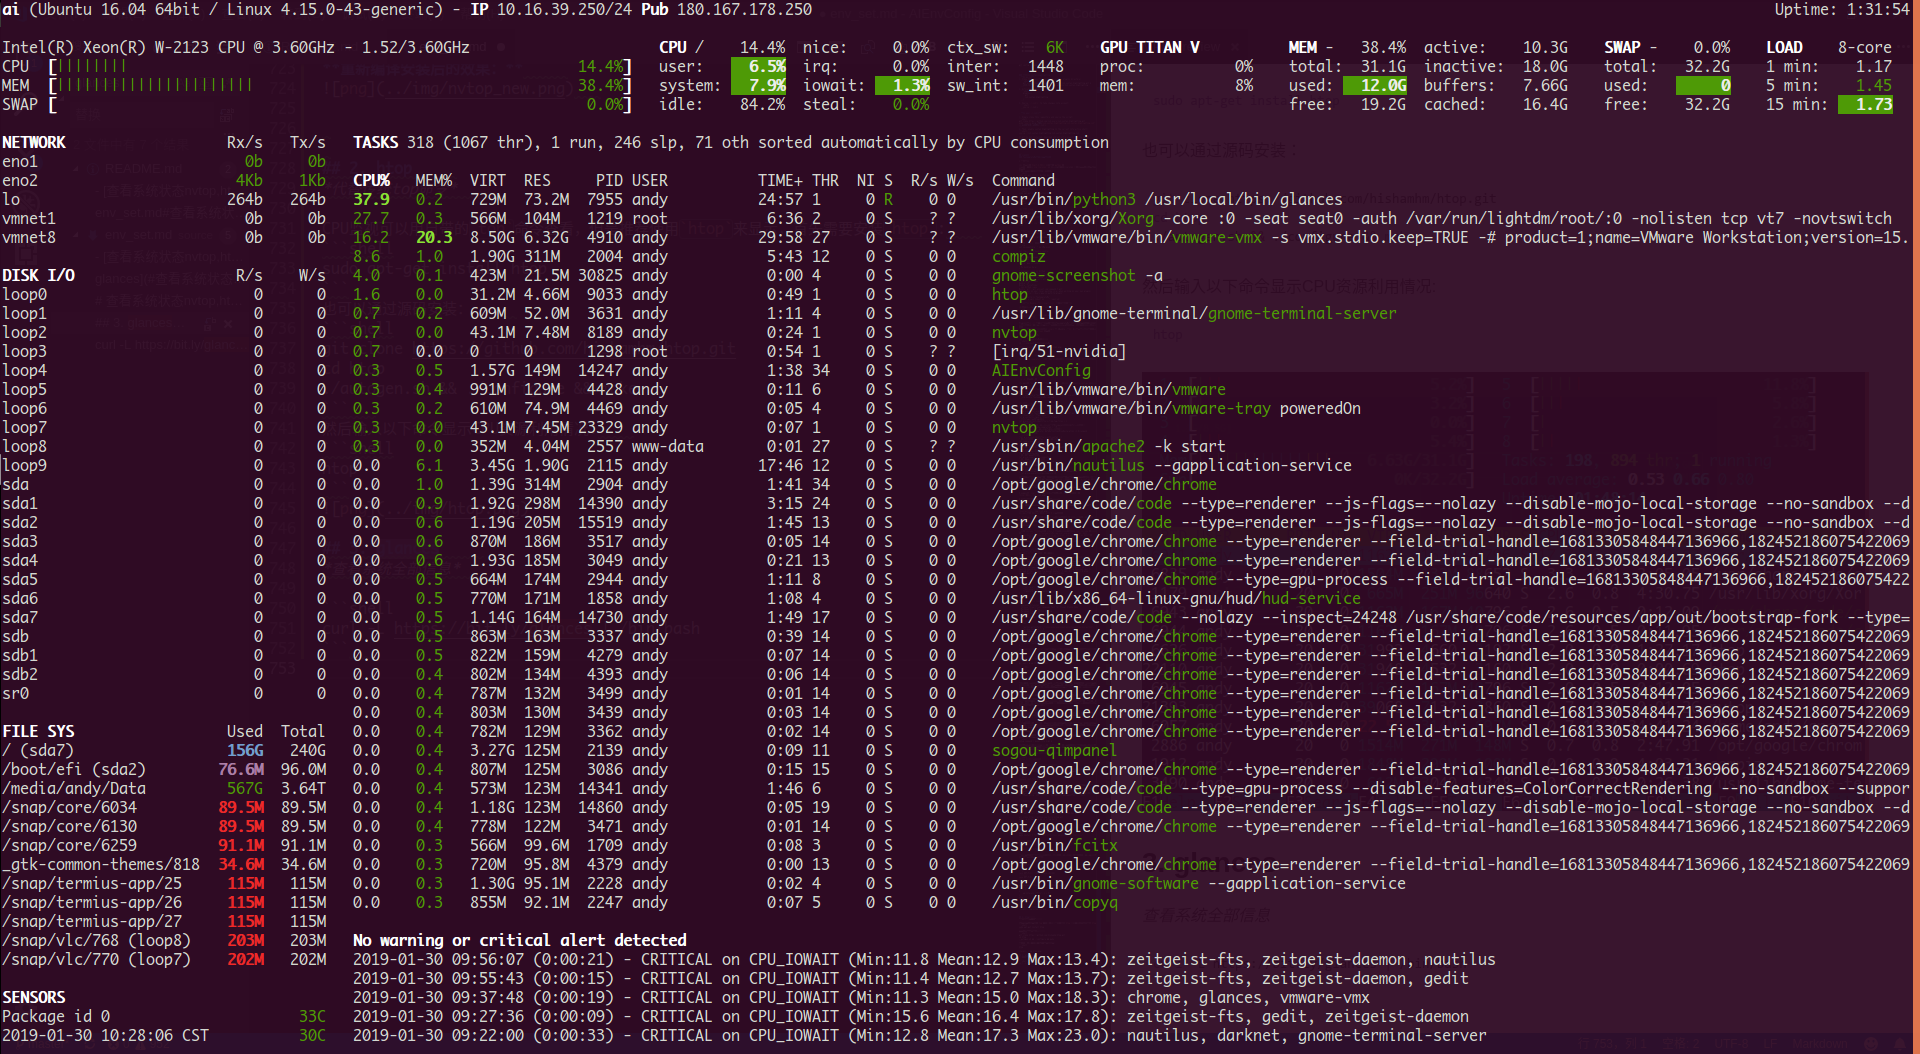 ai (Ubuntu 16.04 64bit / Linux 4.15.0-43-generic) - IP 10.16.39.250/24 Pub 180.167.178.250 Uptime: 1:31:54
Intel(R) Xeon(R) W-2123 CPU @ 3.60GHz - 1.52/3.60GHz CPU / 14.4% nice: 0.0% ctx_sw: 6K GPU TITAN V MEM - 38.4% active: 10.3G SWAP - 0.0% LOAD 8-core
CPU [|||||||| 14.4%] user: 6.5% irq: 0.0% inter: 1448 proc: 0% total: 31.1G inactive: 18.0G total: 32.2G 1 min: 1.17
MEM [|||||||||||||||||||||| 38.4%] system: 7.9% iowait: 1.3% sw_int: 1401 mem: 8% used: 12.0G buffers: 7.66G used: 0 5 min: 1.45
SWAP [ 0.0%] idle: 84.2% steal: 0.0% free: 19.2G cached: 16.4G free: 32.2G 15 min: 1.73
NETWORK Rx/s Tx/s TASKS 318 (1067 thr), 1 run, 246 slp, 71 oth sorted automatically by CPU consumption
eno1 0b 0b
eno2 4Kb 1Kb CPU% MEM% VIRT RES PID USER TIME+ THR NI S R/s W/s Command
lo 264b 264b 37.9 0.2 729M 73.2M 7955 andy 24:57 1 0 R 0 0 /usr/bin/python3 /usr/local/bin/glances
vmnet1 0b 0b 27.7 0.3 566M 104M 1219 root 6:36 2 0 S ? ? /usr/lib/xorg/Xorg -core :0 -seat seat0 -auth /var/run/lightdm/root/:0 -nolisten tcp vt7 -novtswitch
vmnet8 0b 0b 16.2 20.3 8.50G 6.32G 4910 andy 29:58 27 0 S ? ? /usr/lib/vmware/bin/vmware-vmx -s vmx.stdio.keep=TRUE -# product=1;name=VMware Workstation;version=15.
8.6 1.0 1.90G 311M 2004 andy 5:43 12 0 S 0 0 compiz
DISK I/O R/s W/s 4.0 0.1 423M 21.5M 30825 andy 0:00 4 0 S 0 0 gnome-screenshot -a
loop0 0 0 1.6 0.0 31.2M 4.66M 9033 andy 0:49 1 0 S 0 0 htop
loop1 0 0 0.7 0.2 609M 52.0M 3631 andy 1:11 4 0 S 0 0 /usr/lib/gnome-terminal/gnome-terminal-server
loop2 0 0 0.7 0.0 43.1M 7.48M 8189 andy 0:24 1 0 S 0 0 nvtop
loop3 0 0 0.7 0.0 0 0 1298 root 0:54 1 0 S ? ? [irq/51-nvidia]
loop4 0 0 0.3 0.5 1.57G 149M 14247 andy 1:38 34 0 S 0 0 AIEnvConfig
loop5 0 0 0.3 0.4 991M 129M 4428 andy 0:11 6 0 S 0 0 /usr/lib/vmware/bin/vmware
loop6 0 0 0.3 0.2 610M 74.9M 4469 andy 0:05 4 0 S 0 0 /usr/lib/vmware/bin/vmware-tray poweredOn
loop7 0 0 0.3 0.0 43.1M 7.45M 23329 andy 0:07 1 0 S 0 0 nvtop
loop8 0 0 0.3 0.0 352M 4.04M 2557 www-data 0:01 27 0 S ? ? /usr/sbin/apache2 -k start
loop9 0 0 0.0 6.1 3.45G 1.90G 2115 andy 17:46 12 0 S 0 0 /usr/bin/nautilus --gapplication-service
sda 0 0 0.0 1.0 1.39G 314M 2904 andy 1:41 34 0 S 0 0 /opt/google/chrome/chrome
sda1 0 0 0.0 0.9 1.92G 298M 14390 andy 3:15 24 0 S 0 0 /usr/share/code/code --type=renderer --js-flags=--nolazy --disable-mojo-local-storage --no-sandbox --d
sda2 0 0 0.0 0.6 1.19G 205M 15519 andy 1:45 13 0 S 0 0 /usr/share/code/code --type=renderer --js-flags=--nolazy --disable-mojo-local-storage --no-sandbox --d
sda3 0 0 0.0 0.6 870M 186M 3517 andy 0:05 14 0 S 0 0 /opt/google/chrome/chrome --type=renderer --field-trial-handle=16813305848447136966,182452186075422069
sda4 0 0 0.0 0.6 1.93G 185M 3049 andy 0:21 13 0 S 0 0 /opt/google/chrome/chrome --type=renderer --field-trial-handle=16813305848447136966,182452186075422069
sda5 0 0 0.0 0.5 664M 174M 2944 andy 1:11 8 0 S 0 0 /opt/google/chrome/chrome --type=gpu-process --field-trial-handle=16813305848447136966,182452186075422
sda6 0 0 0.0 0.5 770M 171M 1858 andy 1:08 4 0 S 0 0 /usr/lib/x86_64-linux-gnu/hud/hud-service
sda7 0 0 0.0 0.5 1.14G 164M 14730 andy 1:49 17 0 S 0 0 /usr/share/code/code --nolazy --inspect=24248 /usr/share/code/resources/app/out/bootstrap-fork --type=
sdb 0 0 0.0 0.5 863M 163M 3337 andy 0:39 14 0 S 0 0 /opt/google/chrome/chrome --type=renderer --field-trial-handle=16813305848447136966,182452186075422069
sdb1 0 0 0.0 0.5 822M 159M 4279 andy 0:07 14 0 S 0 0 /opt/google/chrome/chrome --type=renderer --field-trial-handle=16813305848447136966,182452186075422069
sdb2 0 0 0.0 0.4 802M 134M 4393 andy 0:06 14 0 S 0 0 /opt/google/chrome/chrome --type=renderer --field-trial-handle=16813305848447136966,182452186075422069
sr0 0 0 0.0 0.4 787M 132M 3499 andy 0:01 14 0 S 0 0 /opt/google/chrome/chrome --type=renderer --field-trial-handle=16813305848447136966,182452186075422069
0.0 0.4 803M 130M 3439 andy 0:03 14 0 S 0 0 /opt/google/chrome/chrome --type=renderer --field-trial-handle=16813305848447136966,182452186075422069
FILE SYS Used Total 0.0 0.4 782M 129M 3362 andy 0:02 14 0 S 0 0 /opt/google/chrome/chrome --type=renderer --field-trial-handle=16813305848447136966,182452186075422069
/ (sda7) 156G 240G 0.0 0.4 3.27G 125M 2139 andy 0:09 11 0 S 0 0 sogou-qimpanel
/boot/efi (sda2) 76.6M 96.0M 0.0 0.4 807M 125M 3086 andy 0:15 15 0 S 0 0 /opt/google/chrome/chrome --type=renderer --field-trial-handle=16813305848447136966,182452186075422069
/media/andy/Data 567G 3.64T 0.0 0.4 573M 123M 14341 andy 1:46 6 0 S 0 0 /usr/share/code/code --type=gpu-process --disable-features=ColorCorrectRendering --no-sandbox --suppor
/snap/core/6034 89.5M 89.5M 0.0 0.4 1.18G 123M 14860 andy 0:05 19 0 S 0 0 /usr/share/code/code --type=renderer --js-flags=--nolazy --disable-mojo-local-storage --no-sandbox --d
/snap/core/6130 89.5M 89.5M 0.0 0.4 778M 122M 3471 andy 0:01 14 0 S 0 0 /opt/google/chrome/chrome --type=renderer --field-trial-handle=16813305848447136966,182452186075422069
/snap/core/6259 91.1M 91.1M 0.0 0.3 566M 99.6M 1709 andy 0:08 3 0 S 0 0 /usr/bin/fcitx
_gtk-common-themes/818 34.6M 34.6M 0.0 0.3 720M 95.8M 4379 andy 0:00 13 0 S 0 0 /opt/google/chrome/chrome --type=renderer --field-trial-handle=16813305848447136966,182452186075422069
/snap/termius-app/25 115M 115M 0.0 0.3 1.30G 95.1M 2228 andy 0:02 4 0 S 0 0 /usr/bin/gnome-software --gapplication-service
/snap/termius-app/26 115M 115M 0.0 0.3 855M 92.1M 2247 andy 0:07 5 0 S 0 0 /usr/bin/copyq
/snap/termius-app/27 115M 115M
/snap/vlc/768 (loop8) 203M 203M No warning or critical alert detected
/snap/vlc/770 (loop7) 202M 202M 2019-01-30 09:56:07 (0:00:21) - CRITICAL on CPU_IOWAIT (Min:11.8 Mean:12.9 Max:13.4): zeitgeist-fts, zeitgeist-daemon, nautilus
2019-01-30 09:55:43 (0:00:15) - CRITICAL on CPU_IOWAIT (Min:11.4 Mean:12.7 Max:13.7): zeitgeist-fts, zeitgeist-daemon, gedit
SENSORS 2019-01-30 09:37:48 (0:00:19) - CRITICAL on CPU_IOWAIT (Min:11.3 Mean:15.0 Max:18.3): chrome, glances, vmware-vmx
Package id 0 33C 2019-01-30 09:27:36 (0:00:09) - CRITICAL on CPU_IOWAIT (Min:15.6 Mean:16.4 Max:17.8): zeitgeist-fts, gedit, zeitgeist-daemon
2019-01-30 10:28:06 CST 30C 2019-01-30 09:22:00 (0:00:33) - CRITICAL on CPU_IOWAIT (Min:12.8 Mean:17.3 Max:23.0): nautilus, darknet, gnome-terminal-server
也可以通过源码安装：
然后输入以下命令显示CPU资源利用情况:
查看系统全部信息